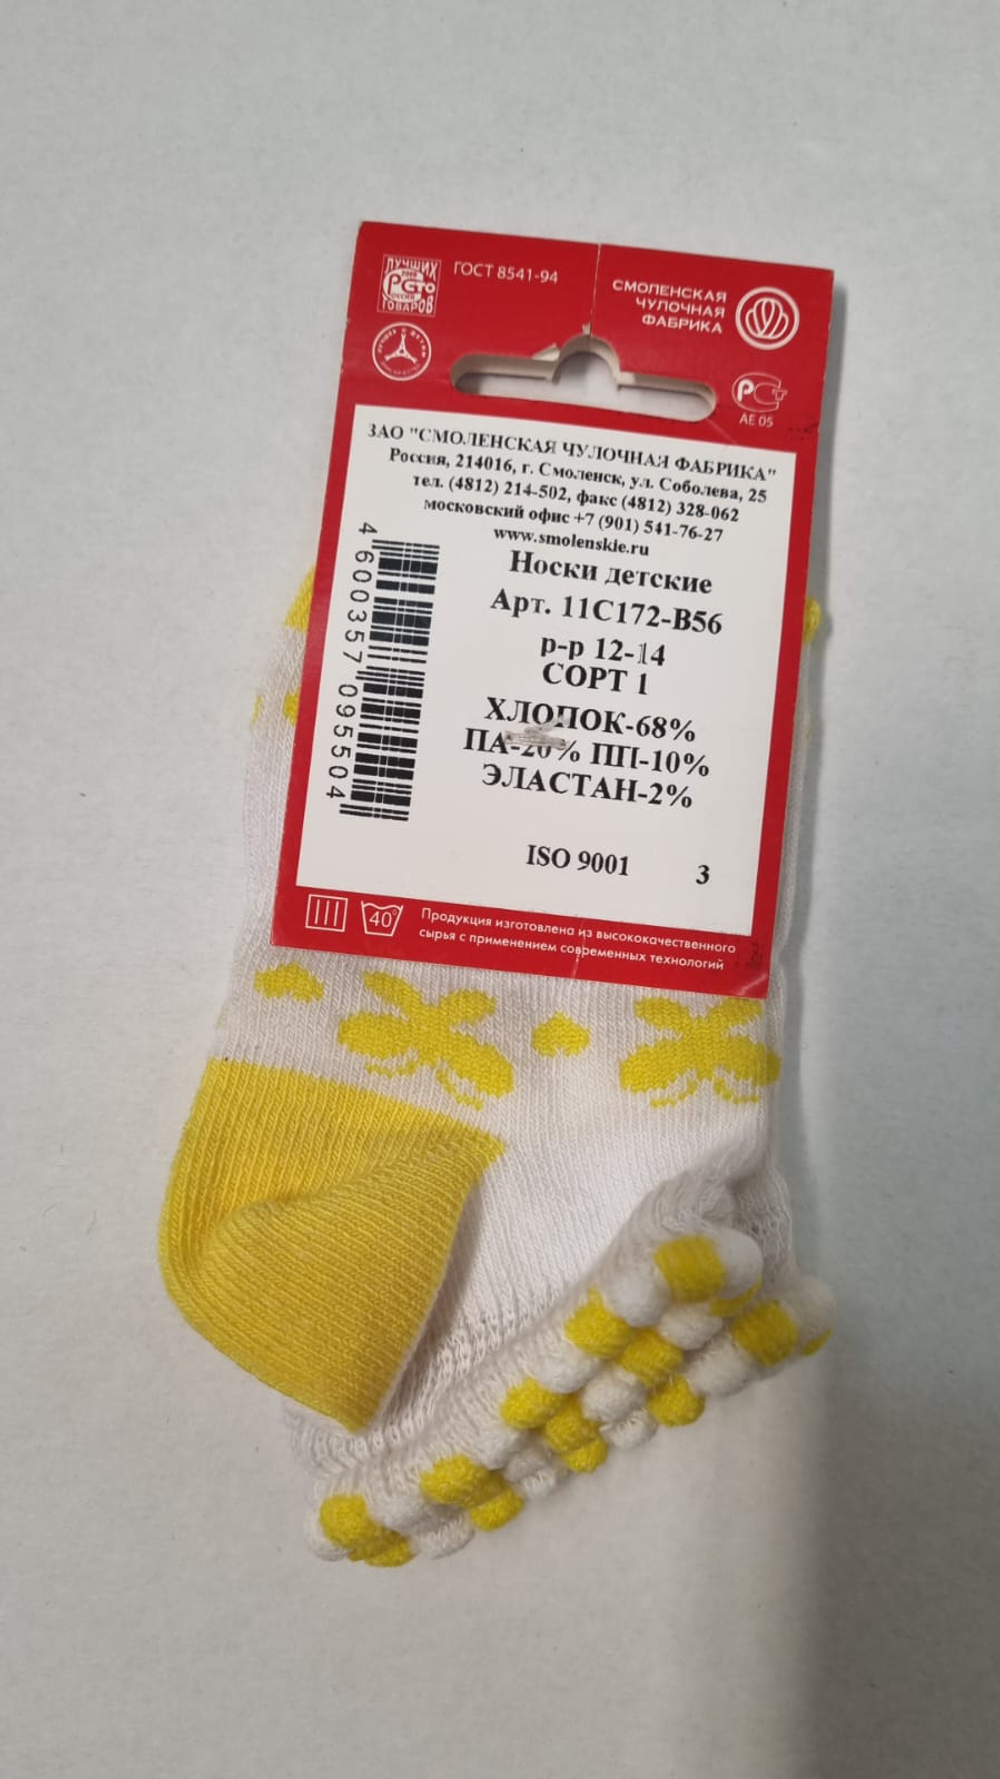 ЛУЧШИХ
РОССИИ
ТОВАРОВ
ГОСТ 8541-94
СМОЛЕНСКАЯ
ЧУЛОЧНАЯ
ФАБРИКА
АЕ 05
ЗАО "СМОЛЕНСКАЯ ЧУЛОЧНАЯ ФАБРИКА"
Россия, 214016, г. Смоленск, ул. Соболева, 25
тел. (4812) 214-502, факс (4812) 328-062
московский офис +7 (901) 541-76-27
www.smolenskie.ru
Носки детские
Арт. 11С172-В56
р-р 12-14
СОРТ 1
ХЛОПОК-68%
ПА-20% ПП-10%
ЭЛАСТАН-2%
ISO 9001 3
4 600357 095504
40°
Продукция изготовлена из высококачественного
сырья с применением современных технологий